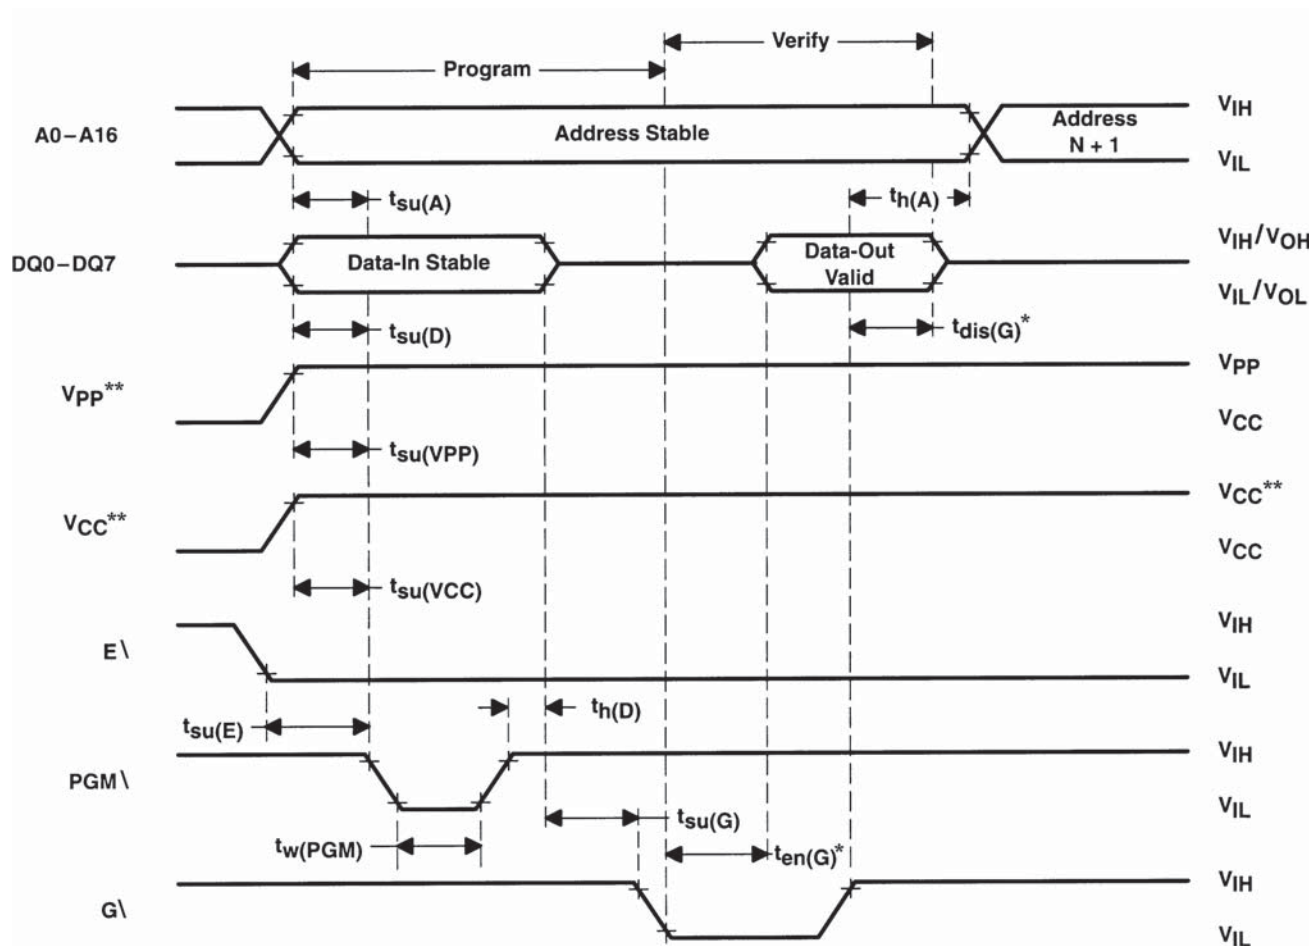 Verify
Program
A0–A16
Address Stable
Address
N + 1
VIH
VIL
tsu(A)
th(A)
DQ0–DQ7
Data-In Stable
Data-Out
Valid
VIH/VOH
VIL/VOL
tsu(D)
tdis(G)*
VPP**
VPP
VCC
tsu(VPP)
VCC**
VCC**
VCC
tsu(VCC)
E\
VIH
VIL
tsu(E)
th(D)
PGM\
VIH
VIL
tw(PGM)
tsu(G)
ten(G)*
G\
VIH
VIL